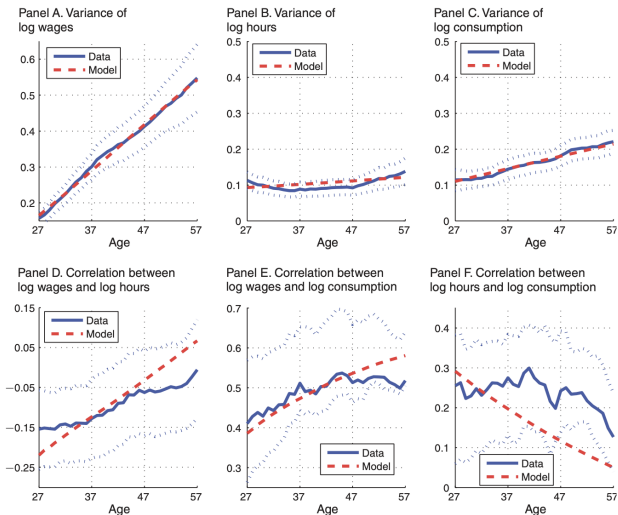 Panel A. Variance of
log wages
Data
Model
0.6
0.5
0.4
0.3
0.2
27 37 47 57
Age
Panel B. Variance of
log hours
Data
Model
0.5
0.4
0.3
0.2
0.1
0
27 37 47 57
Age
Panel C. Variance of
log consumption
Data
Model
0.5
0.4
0.3
0.2
0.1
0
27 37 47 57
Age
Panel D. Correlation between
log wages and log hours
Data
Model
0.15
0.05
−0.05
−0.15
−0.25
27 37 47 57
Age
Panel E. Correlation between
log wages and log consumption
0.7
0.6
0.5
0.4
0.3
Data
Model
27 37 47 57
Age
Panel F. Correlation between
log hours and log consumption
0.4
0.3
0.2
0.1
0
Data
Model
27 37 47 57
Age